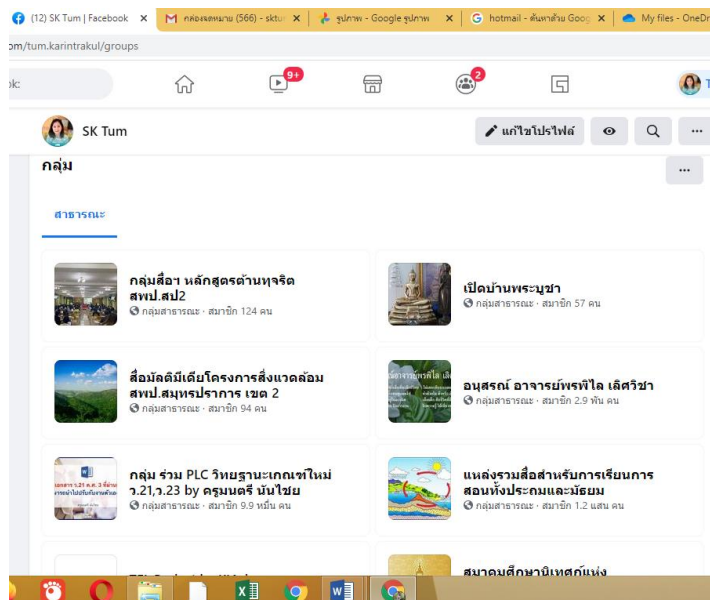 (12) SK Tum | Facebook
กล่องจดหมาย (566) - sktu
รูปภาพ - Google รูปภาพ
hotmail - ค้นหาด้วย Goog
My files - OneDr
om/tum.karintrakul/groups
ok
9+
2
SK Tum
แก้ไขโปรไฟล์
กลุ่ม
สาธารณะ
กลุ่มสื่อฯ หลักสูตรต้านทุจริต
สพป.สป2
กลุ่มสาธารณะ · สมาชิก 124 คน
เปิดบ้านพระบูชา
กลุ่มสาธารณะ · สมาชิก 57 คน
สื่อมัลติมีเดียโครงการสิ่งแวดล้อม
สพป.สมุทรปราการ เขต 2
กลุ่มสาธารณะ · สมาชิก 94 คน
อนุสรณ์ อาจารย์พรพิไล เลิศวิชา
กลุ่มสาธารณะ · สมาชิก 2.9 พัน คน
กลุ่ม ร่วม PLC วิทยฐานะเกณฑ์ใหม่
ว.21,ว.23 by ครูมนตรี นันไชย
กลุ่มสาธารณะ · สมาชิก 9.9 หมื่น คน
แหล่งรวมสื่อสำหรับการเรียนการ
สอนทั้งประถมและมัธยม
กลุ่มสาธารณะ · สมาชิก 1.2 แสน คน
สมาคมศึกษานิเทศก์แห่ง